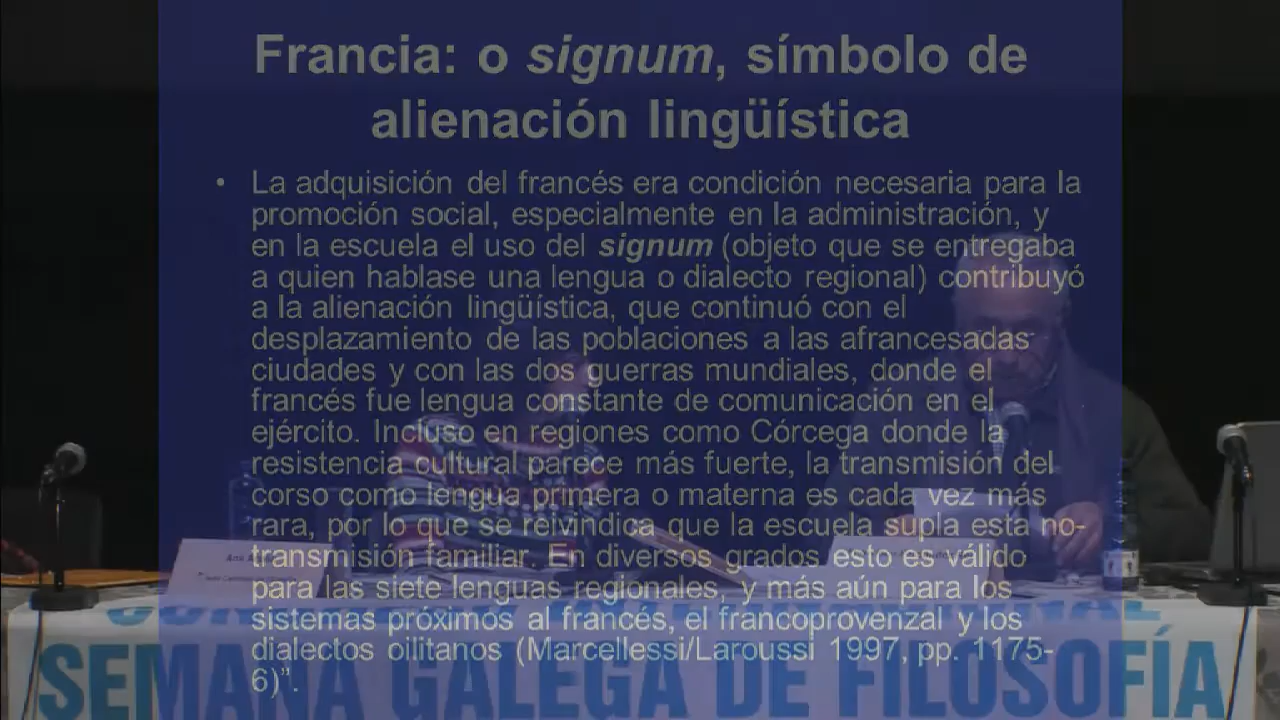 Francia: o signum, símbolo de
alienación lingüística
• La adquisición del francés era condición necesaria para la
promoción social, especialmente en la administración, y
en la escuela el uso del signum (objeto que se entregaba
a quien hablase una lengua o dialecto regional) contribuyó
a la alienación lingüística, que continuó con el
desplazamiento de las poblaciones a las afrancesadas
ciudades y con las dos guerras mundiales, donde el
francés fue lengua constante de comunicación en el
ejército. Incluso en regiones como Córcega donde la
resistencia cultural parece más fuerte, la transmisión del
corso como lengua primera o materna es cada vez más
rara, por lo que se reivindica que la escuela supla esta no-
transmisión familiar. En diversos grados esto es válido
para las siete lenguas regionales, y más aún para los
sistemas próximos al francés, el francoprovenzal y los
dialectos oilitanos (Marcellessi/Laroussi 1997, pp. 1175-
6)”.
SEMANA GALEGA DE FILOSOFÍA